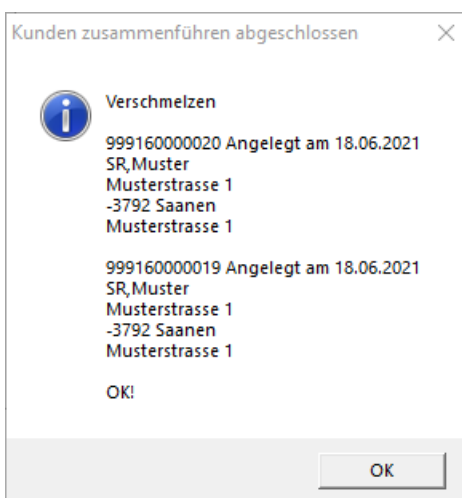 Kunden zusammenführen abgeschlossen
Verschmelzen
999160000020 Angelegt am 18.06.2021
SR,Muster
Musterstrasse 1
-3792 Saanen
Musterstrasse 1
999160000019 Angelegt am 18.06.2021
SR,Muster
Musterstrasse 1
-3792 Saanen
Musterstrasse 1
OK!
OK